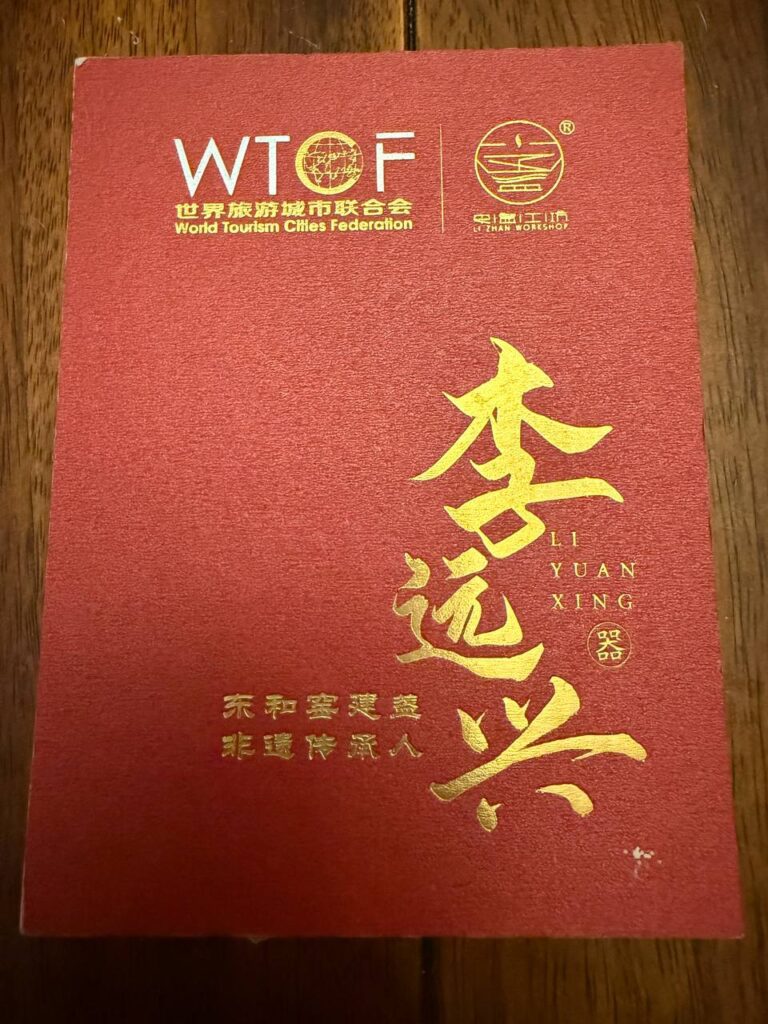 WTCF
世界旅游城市联合会
World Tourism Cities Federation
®
LI ZHAN WORKSHOP
李远兴
LI
YUAN
XING
器
东和窑建盏
非遗传承人